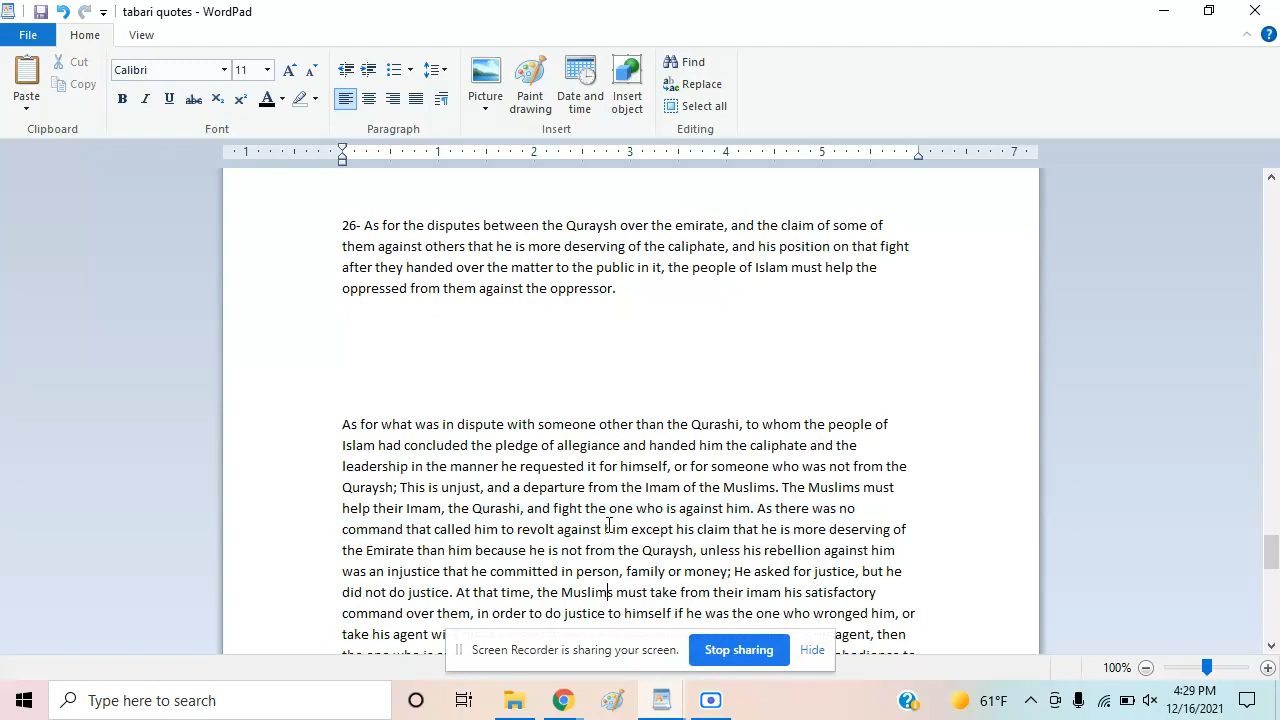 tabari quotes - WordPad
File
Home
View
Paste
Cut
Copy
Clipboard
Calibri
11
Font
Paragraph
Picture
Paint drawing
Date and time
Insert object
Insert
Find
Replace
Select all
Editing
1 1 2 3 4 5 7
26- As for the disputes between the Quraysh over the emirate, and the claim of some of
them against others that he is more deserving of the caliphate, and his position on that fight
after they handed over the matter to the public in it, the people of Islam must help the
oppressed from them against the oppressor.
As for what was in dispute with someone other than the Qurashi, to whom the people of
Islam had concluded the pledge of allegiance and handed him the caliphate and the
leadership in the manner he requested it for himself, or for someone who was not from the
Quraysh; This is unjust, and a departure from the Imam of the Muslims. The Muslims must
help their Imam, the Qurashi, and fight the one who is against him. As there was no
command that called him to revolt against him except his claim that he is more deserving of
the Emirate than him because he is not from the Quraysh, unless his rebellion against him
was an injustice that he committed in person, family or money; He asked for justice, but he
did not do justice. At that time, the Muslims must take from their imam his satisfactory
command over them, in order to do justice to himself if he was the one who wronged him, or
take his agent agent, then
Screen Recorder is sharing your screen.
Stop sharing
Hide
100%
Type here to search
61°F
4:29 PM
12/16/2021